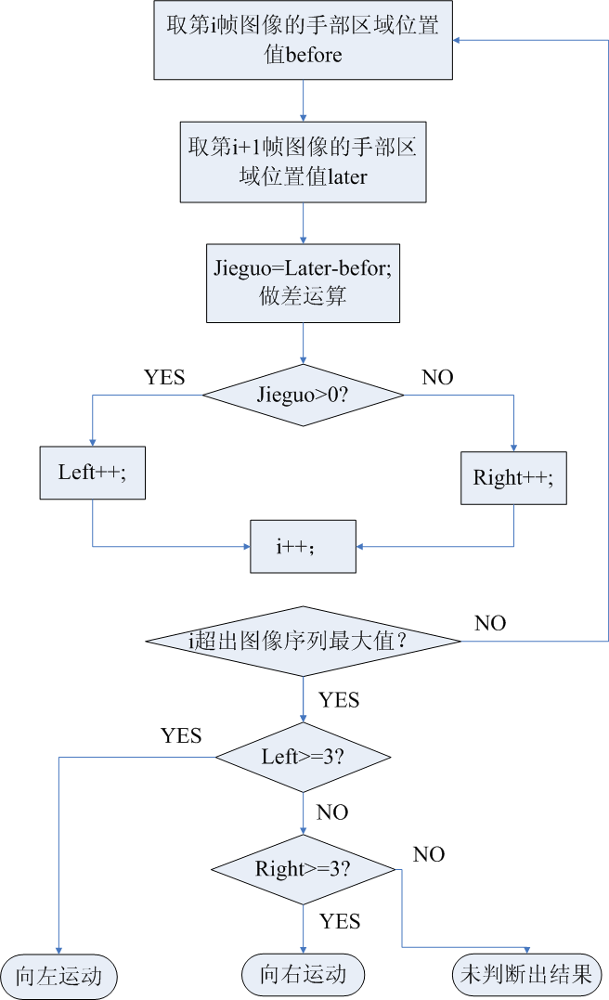 取第i帧图像的手部区域位置
值before
取第i+1帧图像的手部区
域位置值later
Jieguo=Later-befor;
做差运算
YES
Jieguo>0?
NO
Left++;
Right++;
i++；
i超出图像序列最大值？
NO
YES
YES
Left>=3?
NO
Right>=3?
NO
YES
向左运动
向右运动
未判断出结果